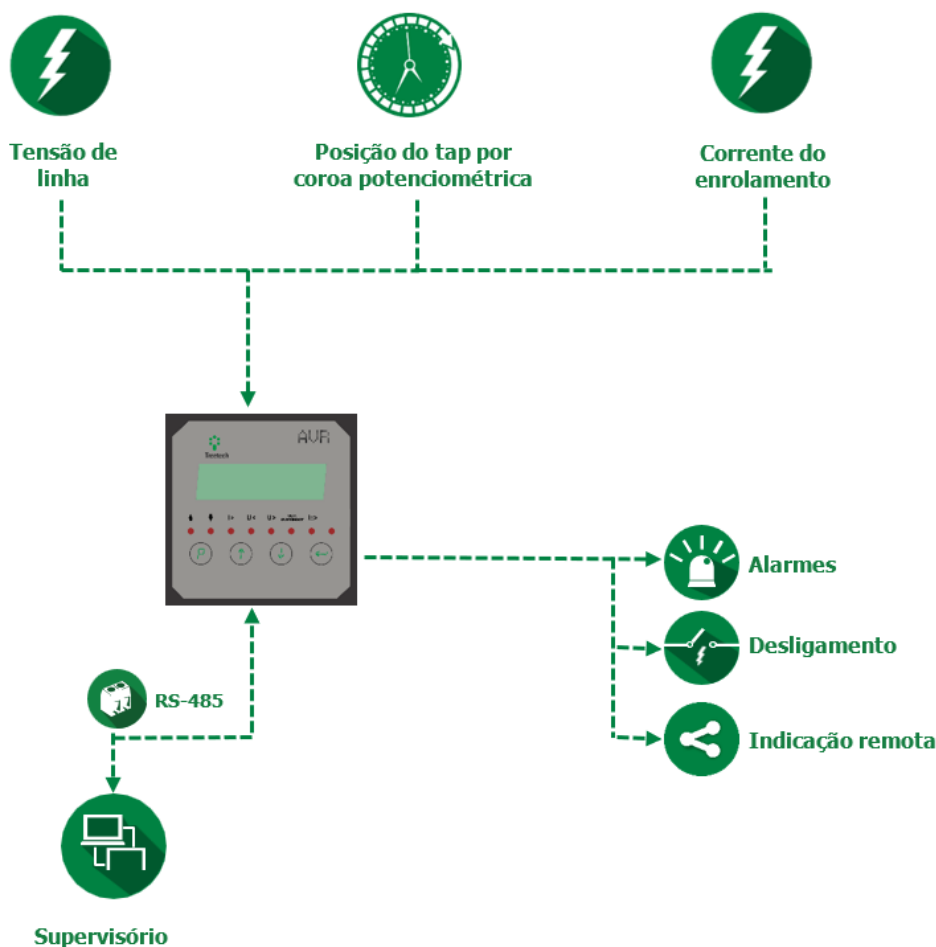 Tensão de
linha
Posição do tap por
coroa potenciométrica
Corrente do
enrolamento
AVR
Treetech
I> U< U> I>>
P
RS-485
Alarmes
Desligamento
Indicação remota
Supervisório